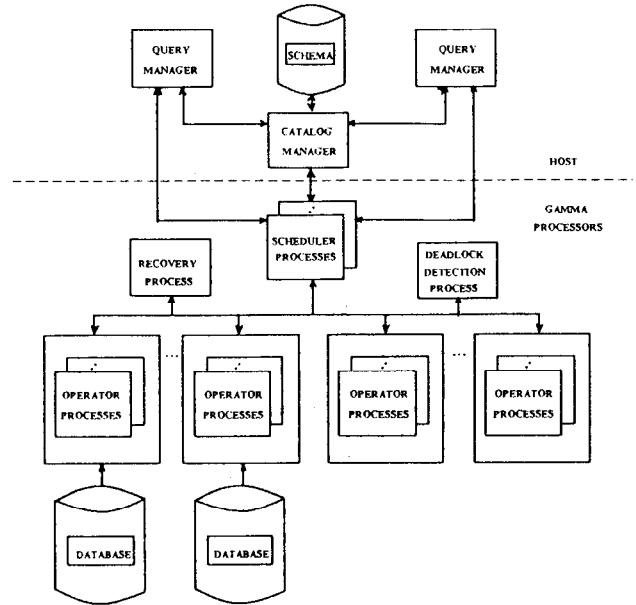 QUERY
MANAGER
SCHEMA
QUERY
MANAGER
CATALOG
MANAGER
HOST
GAMMA
PROCESSORS
SCHEDULER
PROCESSES
RECOVERY
PROCESS
DEADLOCK
DETECTION
PROCESS
...
...
OPERATOR
PROCESSES
OPERATOR
PROCESSES
OPERATOR
PROCESSES
OPERATOR
PROCESSES
DATABASE
DATABASE